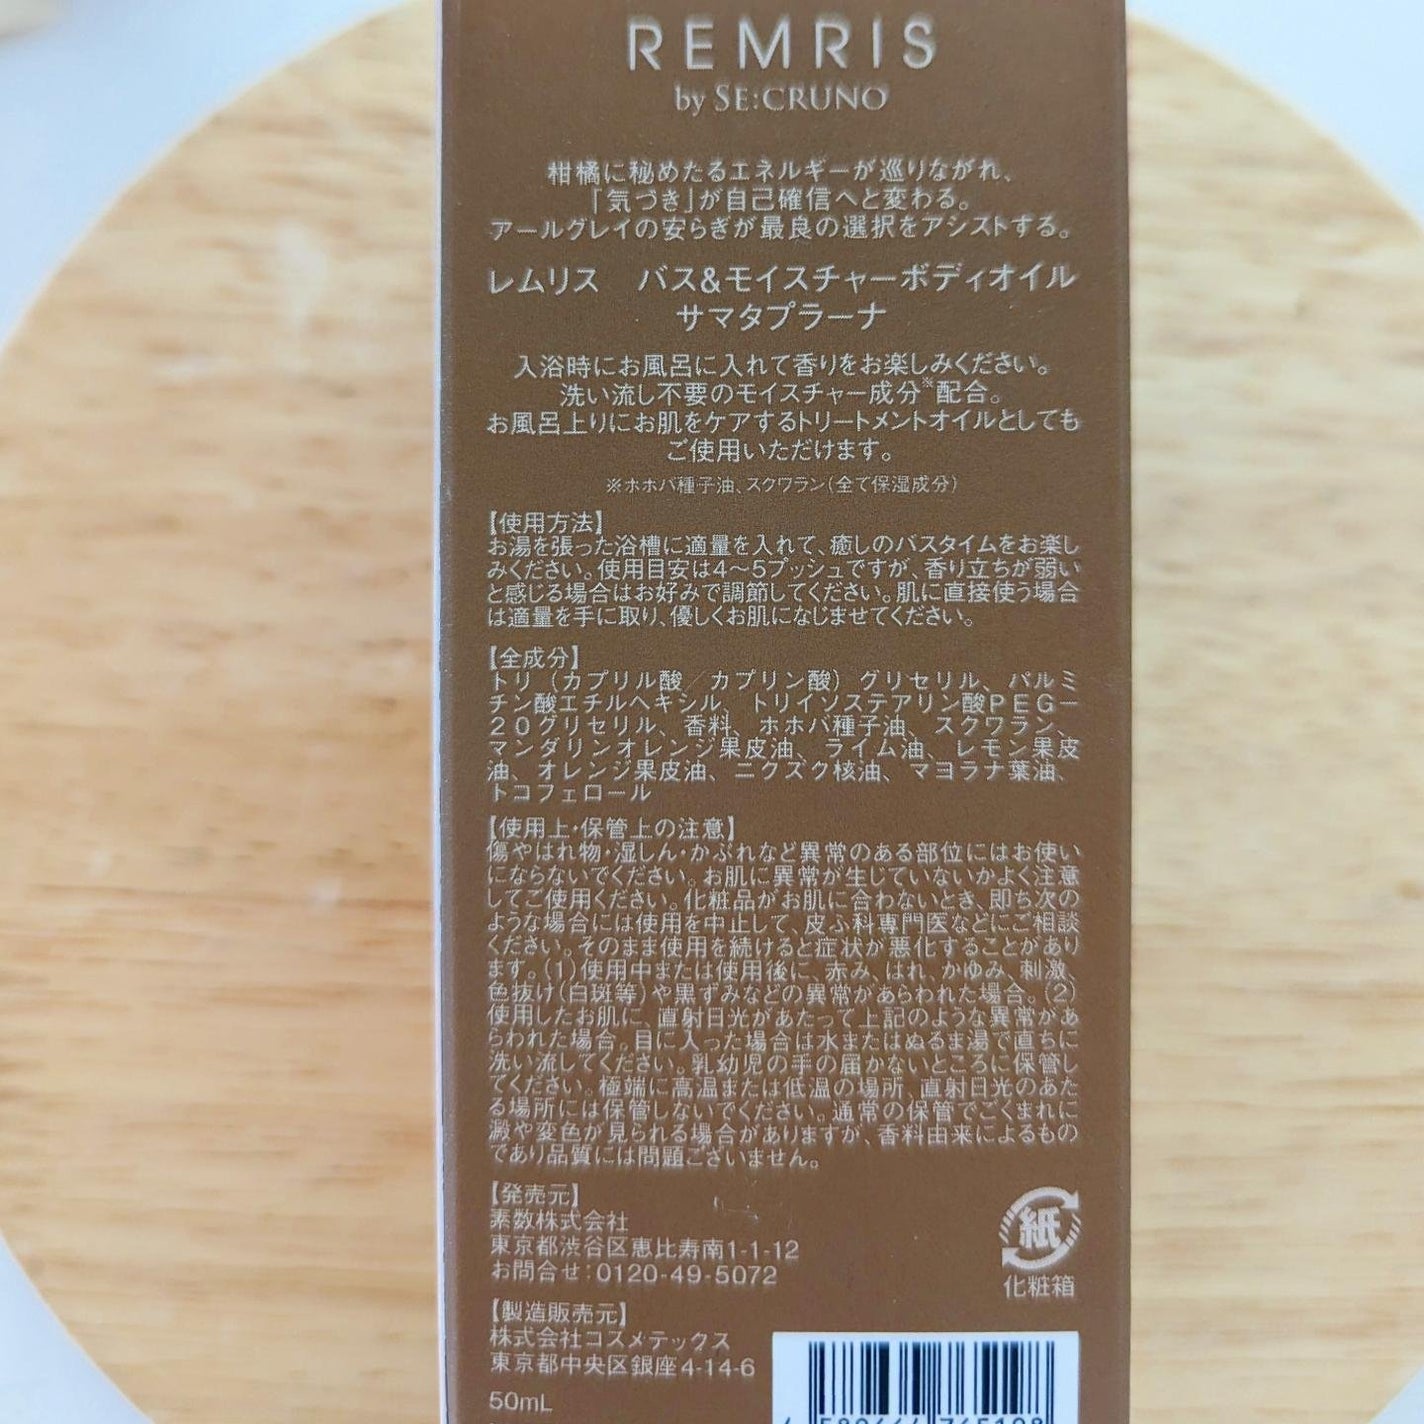 REMRIS
by SE:CRUNO
柑橘に秘めたるエネルギーが巡りながれ、
「気づき」が自己確信へと変わる。
アールグレイの安らぎが最良の選択をアシストする。
レムリス　バス&モイスチャーボディオイル
サマタプラーナ
入浴時にお風呂に入れて香りをお楽しみください。
洗い流し不要のモイスチャー成分※配合。
お風呂上りにお肌をケアするトリートメントオイルとしても
ご使用いただけます。
※ホホバ種子油、スクワラン（全て保湿成分）
【使用方法】
お湯を張った浴槽に適量を入れて、癒しのバスタイムをお楽し
みください。使用目安は4～5プッシュですが、香り立ちが弱い
と感じる場合はお好みで調節してください。肌に直接使う場合
は適量を手に取り、優しくお肌になじませてください。
【全成分】
トリ（カプリル酸／カプリン酸）グリセリル、パルミ
チン酸エチルヘキシル、トリイソステアリン酸ＰＥＧ－
２０グリセリル、香料、ホホバ種子油、スクワラン、
マンダリンオレンジ果皮油、ライム油、レモン果皮
油、オレンジ果皮油、ニクズク核油、マヨラナ葉油、
トコフェロール
【使用上・保管上の注意】
傷やはれ物・湿しん・かぶれなど異常のある部位にはお使い
にならないでください。お肌に異常が生じていないかよく注意
してご使用ください。化粧品がお肌に合わないとき、即ち次の
ような場合には使用を中止して、皮ふ科専門医などにご相談
ください。そのまま使用を続けると症状が悪化することがあり
ます。（1）使用中または使用後に、赤み、はれ、かゆみ、刺激、
色抜け（白斑等）や黒ずみなどの異常があらわれた場合。（2）
使用したお肌に、直射日光があたって上記のような異常があ
らわれた場合。目に入った場合は水またはぬるま湯で直ちに
洗い流してください。乳幼児の手の届かないところに保管し
てください。極端に高温または低温の場所、直射日光のあた
る場所には保管しないでください。通常の保管でごくまれに
澱や変色が見られる場合がありますが、香料由来によるもの
であり品質には問題ございません。
【発売元】
素数株式会社
東京都渋谷区恵比寿南1-1-12
お問合せ：0120-49-5072
紙
化粧箱
【製造販売元】
株式会社コスメテックス
東京都中央区銀座4-14-6
50mL